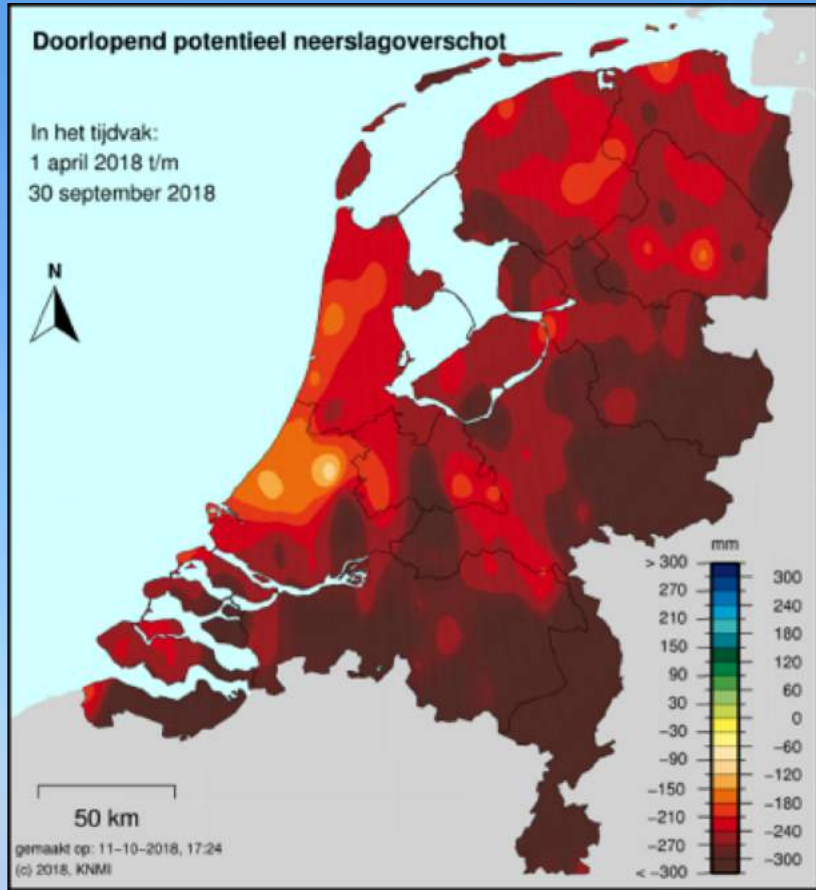 Doorlopend potentieel neerslagoverschot
In het tijdvak:
1 april 2018 t/m
30 september 2018
N
mm
> 300
300
270
240
210
180
150
120
90
60
30
0
−30
−60
−90
−120
−150
−180
−210
−240
−270
−300
< −300
50 km
gemaakt op: 11−10−2018, 17:24
(c) 2018, KNMI